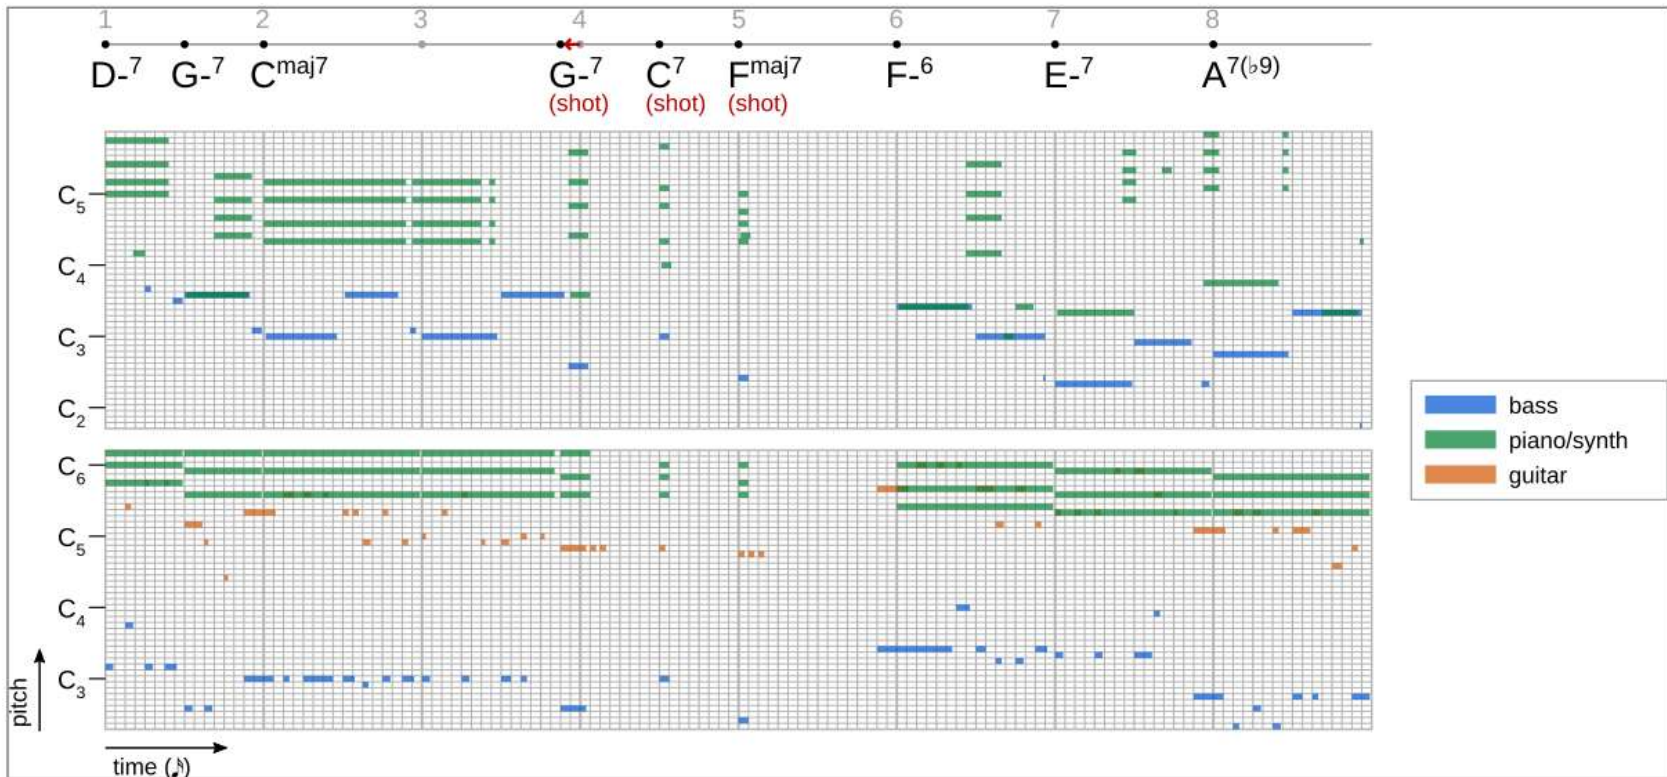 1 2 3 4 5 6 7 8
D-7 G-7 Cmaj7 G-7 C7 Fmaj7 F-6 E-7 A7(♭9)
(shot) (shot) (shot)
C5
C4
C3
C2
bass
piano/synth
guitar
C6
C5
C4
C3
pitch
time (𝅘𝅥𝅮)